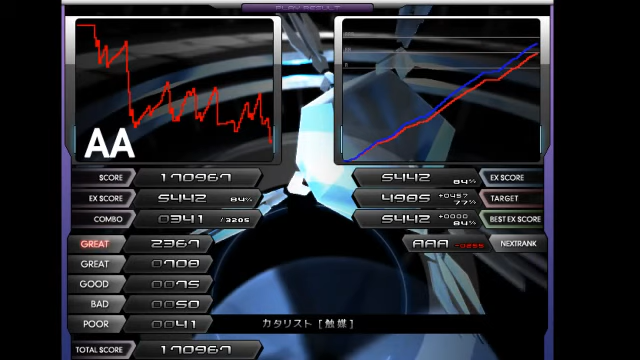 PLAY RESULT
AA
SCORE 170967
EX SCORE 5442 84%
COMBO 0341 / 3205
GREAT 2367
GREAT 0708
GOOD 0075
BAD 0050
POOR 0041
TOTAL SCORE 170967
5442 84% EX SCORE
4985 +0457 77% TARGET
5442 +0000 84% BEST EX SCORE
AAA -0255 NEXTRANK
カタリスト [触媒]